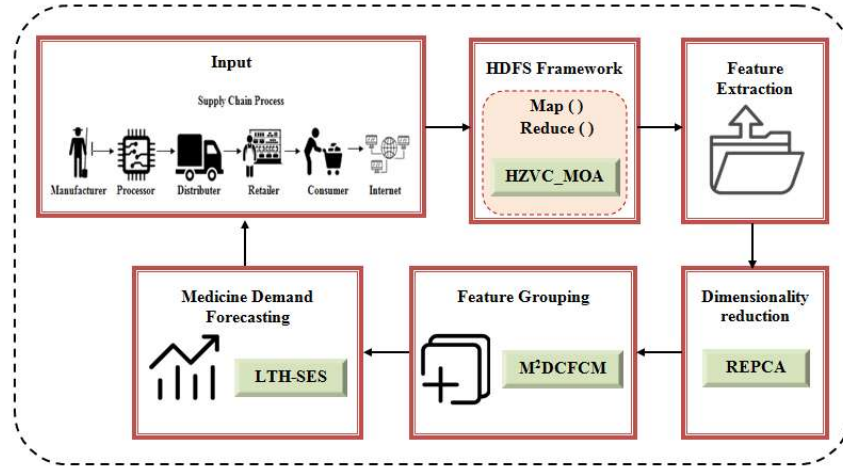 Input
Supply Chain Process
Manufacturer Processor Distributer Retailer Consumer Internet
HDFS Framework
Map ( )
Reduce ( )
HZVC_MOA
Feature
Extraction
Medicine Demand
Forecasting
LTH-SES
Feature Grouping
M²DCFCM
Dimensionality
reduction
REPCA